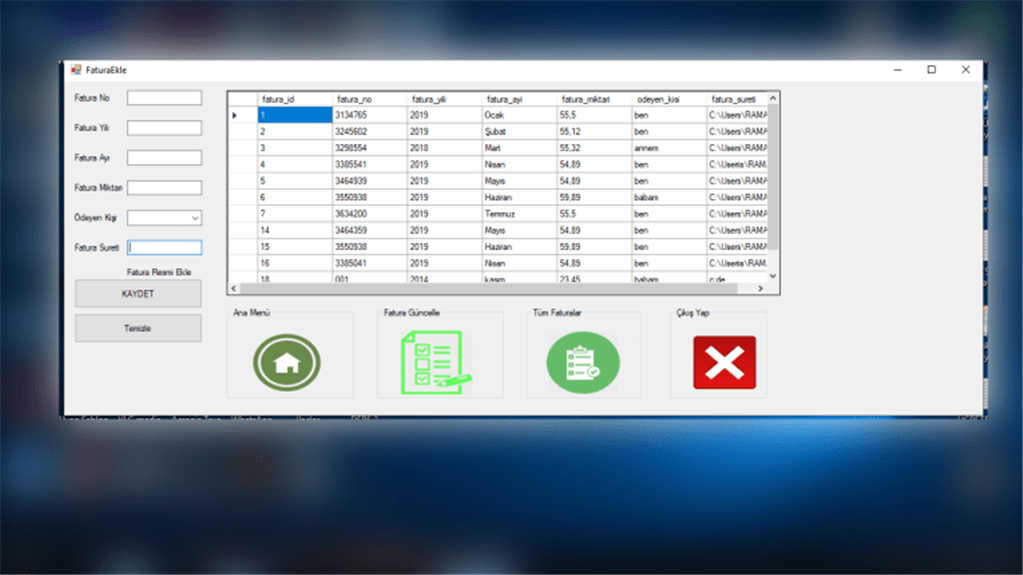 FaturaEkle
Fatura No
Fatura Yili
Fatura Ayı
Fatura Miktarı
Ödeyen Kişi
Fatura Sureti
Fatura Resmi Ekle
KAYDET
Temizle
fatura_id fatura_no fatura_yili fatura_ayi fatura_miktari odeyen_kisi fatura_sureti
1 3134765 2019 Ocak 55,5 ben C:\Users\RAMA
2 3245602 2019 Şubat 55,12 ben C:\Users\RAMA
3 3298554 2018 Mart 55,32 annem C:\Users\RAMA
4 3385541 2019 Nisan 54,89 ben C:\Users\RAM.
5 3464939 2019 Mayıs 54,89 ben C:\Users\RAMA
6 3550938 2019 Haziran 59,89 babam C:\Users\RAMA
7 3634200 2019 Temmuz 55,5 ben C:\Users\RAMA
14 3464359 2019 Mayıs 54,89 ben C:\Users\RAMA
15 3550938 2019 Haziran 59,89 ben C:\Users\RAMA
16 3385041 2019 Nisan 54,89 ben C:\Users\RAM.
18 001 2014 kasım 23,45 babam c:de
Ana Menü
Fatura Güncelle
Tüm Faturalar
Çıkış Yap